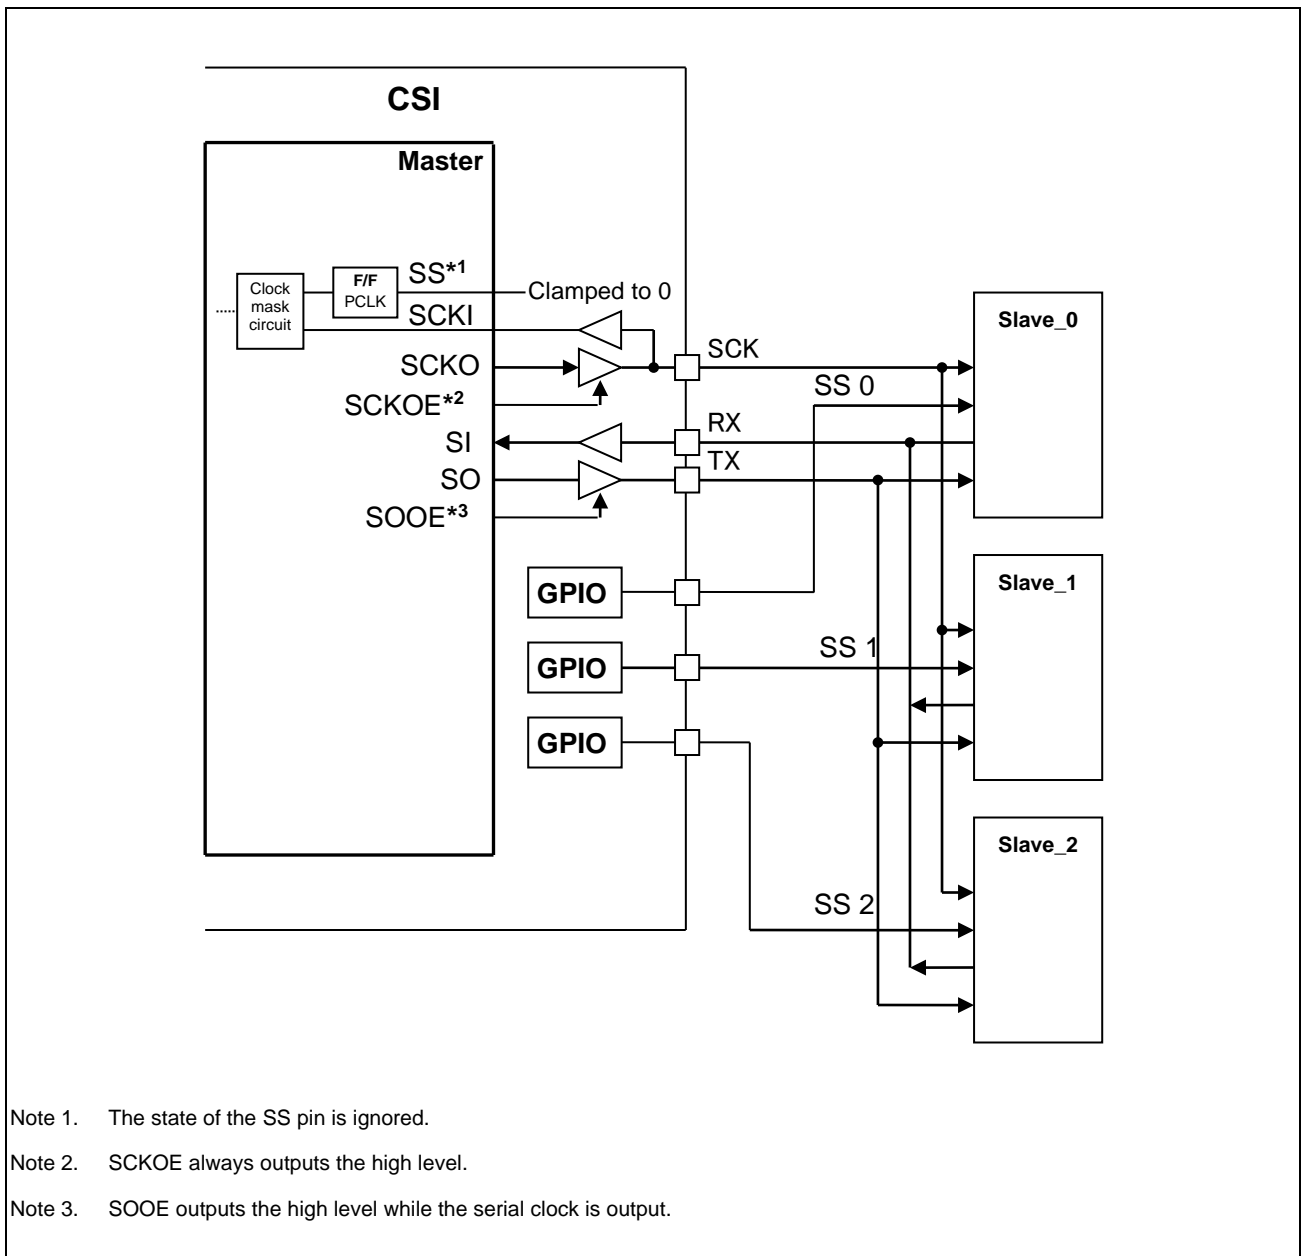 CSI
Master
SS*1
Clamped to 0
F/F
PCLK
Clock
mask
circuit
SCKI
SCKO
SCKOE*2
SI
SO
SOOE*3
SCK
SS 0
RX
TX
Slave_0
GPIO
SS 1
Slave_1
GPIO
GPIO
SS 2
Slave_2
Note 1. The state of the SS pin is ignored.
Note 2. SCKOE always outputs the high level.
Note 3. SOOE outputs the high level while the serial clock is output.